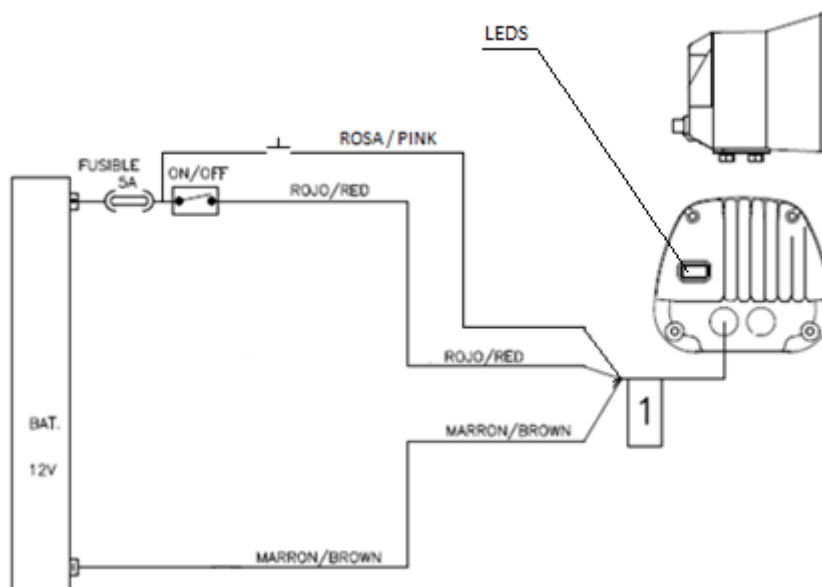 LEDS
ROSA / PINK
FUSIBLE
5A
ON/OFF
ROJO/RED
ROJO/RED
1
MARRON/BROWN
BAT.
12V
MARRON/BROWN